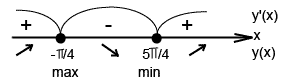 + - + y'(x)
x
-π/4 5π/4 y(x)
max min